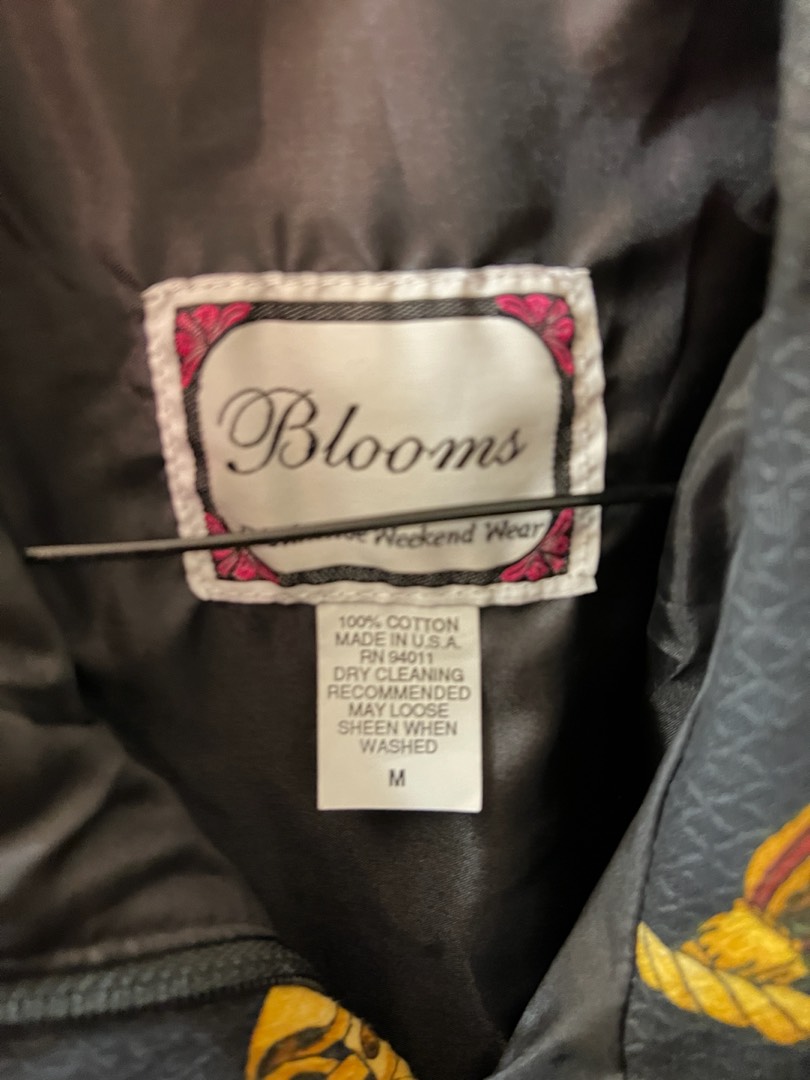 Blooms
Weekend Wear
100% COTTON
MADE IN U.S.A.
RN 94011
DRY CLEANING
RECOMMENDED
MAY LOOSE
SHEEN WHEN
WASHED
M